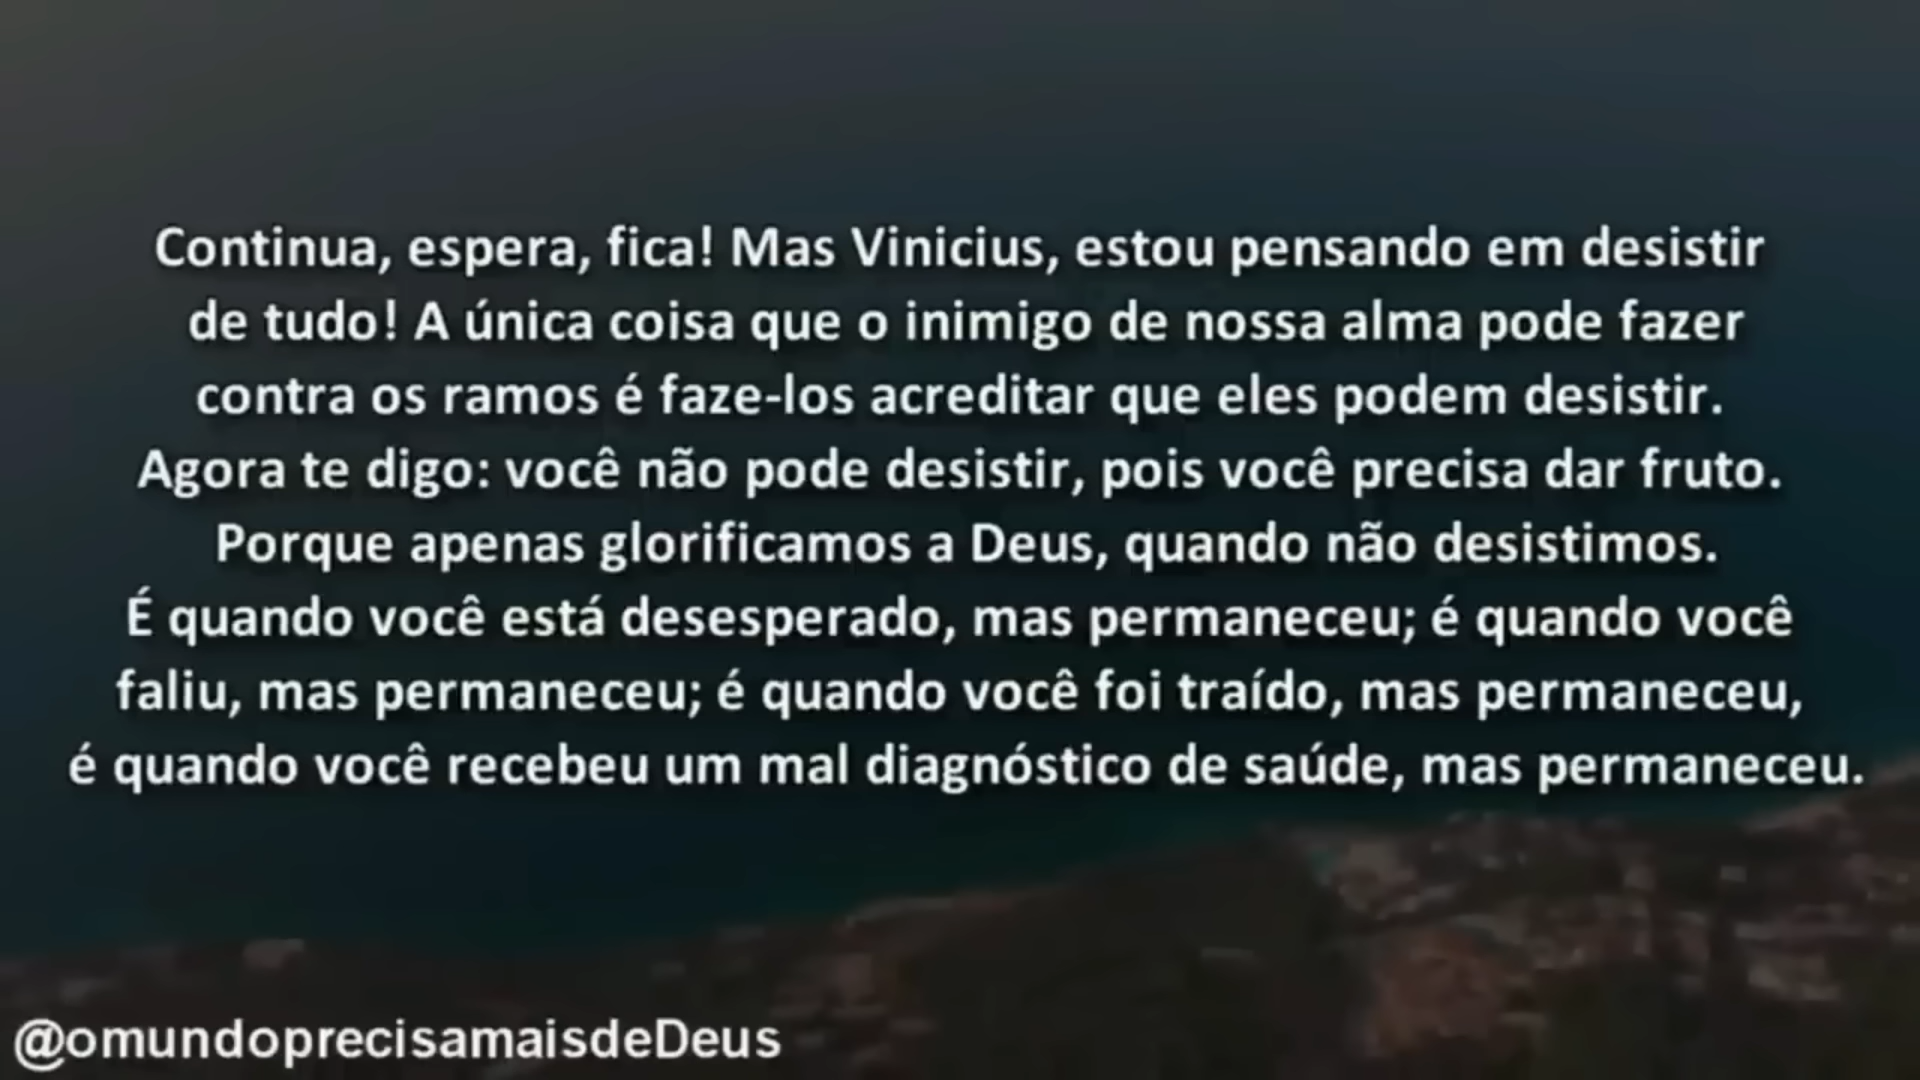 Continua, espera, fica! Mas Vinicius, estou pensando em desistir
de tudo! A única coisa que o inimigo de nossa alma pode fazer
contra os ramos é faze-los acreditar que eles podem desistir.
Agora te digo: você não pode desistir, pois você precisa dar fruto.
Porque apenas glorificamos a Deus, quando não desistimos.
É quando você está desesperado, mas permaneceu; é quando você
faliu, mas permaneceu; é quando você foi traído, mas permaneceu,
é quando você recebeu um mal diagnóstico de saúde, mas permaneceu.
@omundoprecisamaisdeDeus